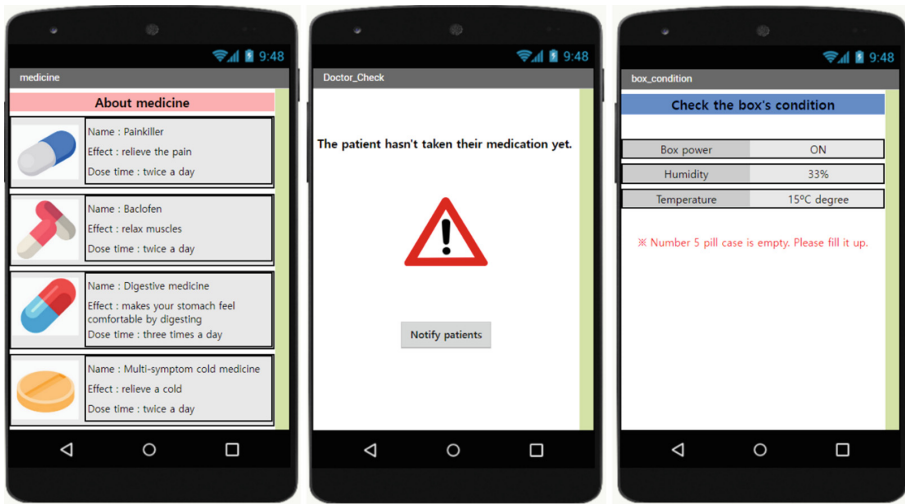 9:48
medicine
About medicine
Name : Painkiller
Effect : relieve the pain
Dose time : twice a day
Name : Baclofen
Effect : relax muscles
Dose time : twice a day
Name : Digestive medicine
Effect : makes your stomach feel
comfortable by digesting
Dose time : three times a day
Name : Multi-symptom cold medicine
Effect : relieve a cold
Dose time : twice a day
9:48
Doctor_Check
The patient hasn't taken their medication yet.
!
Notify patients
9:48
box_condition
Check the box's condition
Box power ON
Humidity 33%
Temperature 15°C degree
※ Number 5 pill case is empty. Please fill it up.